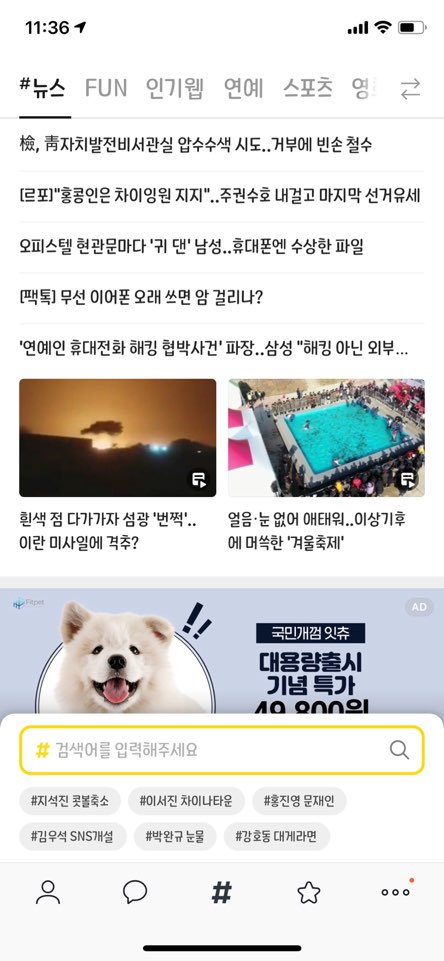 11:36
#뉴스 FUN 인기웹 연예 스포츠 영
檢, 靑자치발전비서관실 압수수색 시도..거부에 빈손 철수
[르포]"홍콩인은 차이잉원 지지"..주권수호 내걸고 마지막 선거유세
오피스텔 현관문마다 '귀 댄' 남성..휴대폰엔 수상한 파일
[팩톡] 무선 이어폰 오래 쓰면 암 걸리나?
'연예인 휴대전화 해킹 협박사건' 파장..삼성 "해킹 아닌 외부...
흰색 점 다가가자 섬광 '번쩍'..
이란 미사일에 격추?
얼음·눈 없어 애태워..이상기후
에 머쓱한 '겨울축제'
Fitpet
AD
국민개껌 잇츄
대용량출시
기념 특가
49,800원
# 검색어를 입력해주세요
#지석진 콧볼축소 #이서진 차이나타운 #홍진영 문재인
#김우석 SNS개설 #박완규 눈물 #강호동 대게라면
#